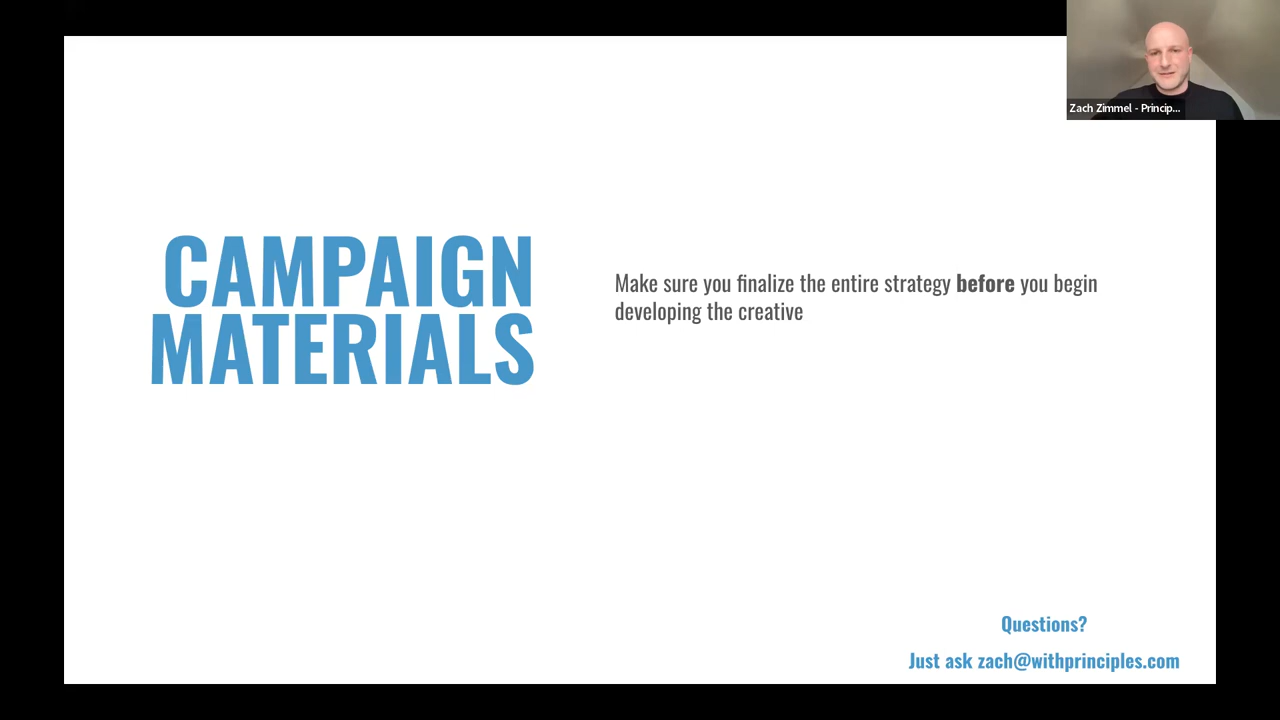 Zach Zimmel - Princip...
CAMPAIGN
MATERIALS
Make sure you finalize the entire strategy before you begin
developing the creative
Questions?
Just ask zach@withprinciples.com